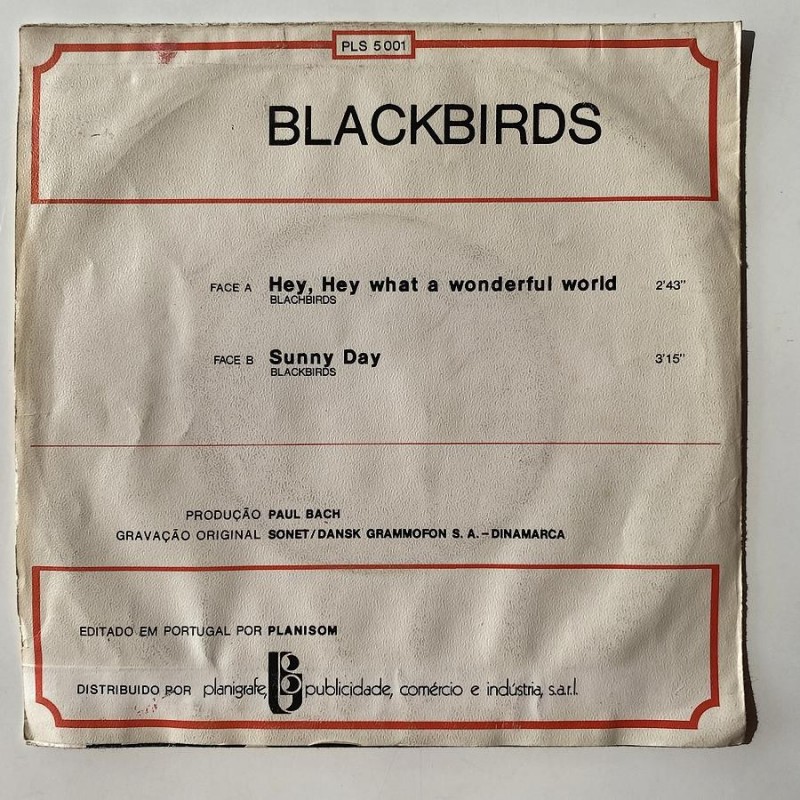 PLS 5001
BLACKBIRDS
FACE A Hey, Hey what a wonderful world 2'43"
BLACHBIRDS
FACE B Sunny Day 3'15"
BLACKBIRDS
PRODUÇÃO PAUL BACH
GRAVAÇÃO ORIGINAL SONET/DANSK GRAMMOFON S. A. – DINAMARCA
EDITADO EM PORTUGAL POR PLANISOM
DISTRIBUIDO POR planigrafe, publicidade, comércio e indústria, s.a.r.l.